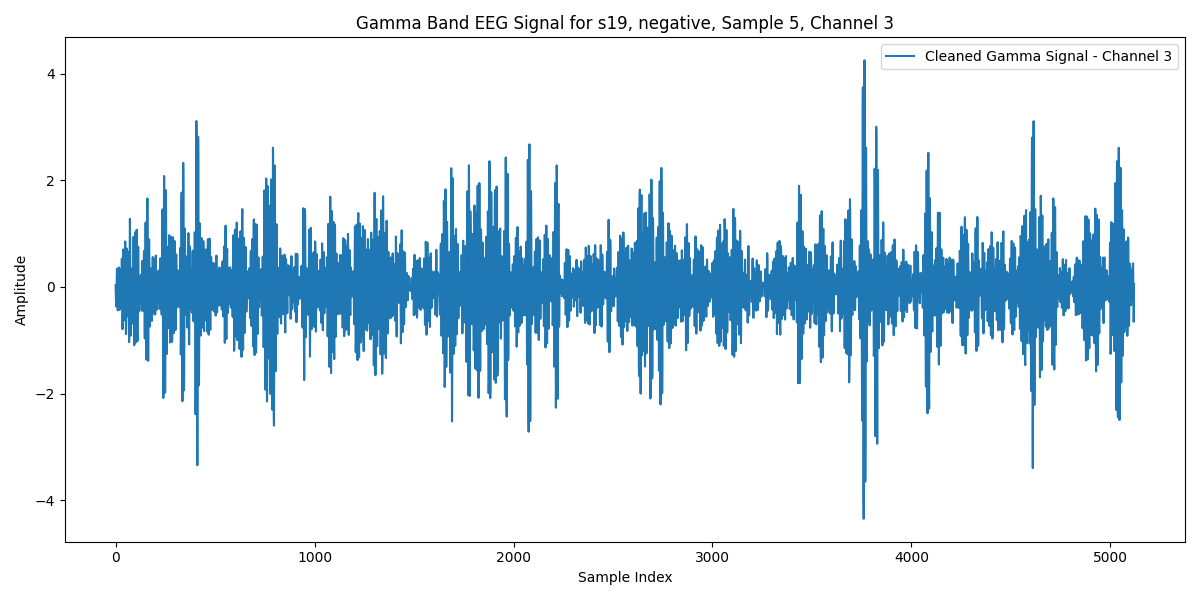 Gamma Band EEG Signal for s19, negative, Sample 5, Channel 3
Cleaned Gamma Signal - Channel 3
Amplitude
4
2
0
−2
−4
0 1000 2000 3000 4000 5000
Sample Index